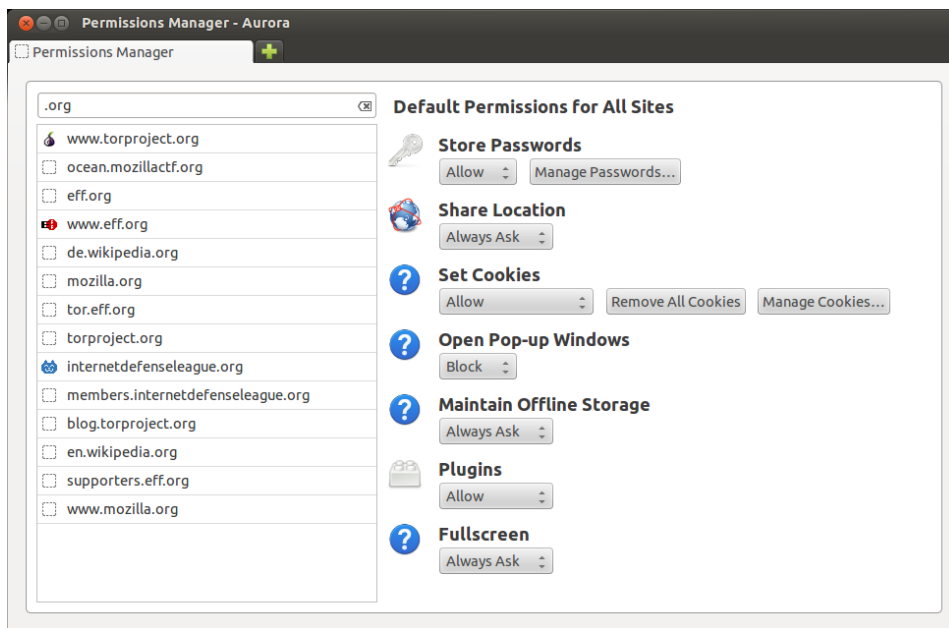 Permissions Manager - Aurora
Permissions Manager
.org
www.torproject.org
ocean.mozillactf.org
eff.org
www.eff.org
de.wikipedia.org
mozilla.org
tor.eff.org
torproject.org
internetdefenseleague.org
members.internetdefenseleague.org
blog.torproject.org
en.wikipedia.org
supporters.eff.org
www.mozilla.org
Default Permissions for All Sites
Store Passwords
Allow Manage Passwords...
Share Location
Always Ask
Set Cookies
Allow Remove All Cookies Manage Cookies...
Open Pop-up Windows
Block
Maintain Offline Storage
Always Ask
Plugins
Allow
Fullscreen
Always Ask